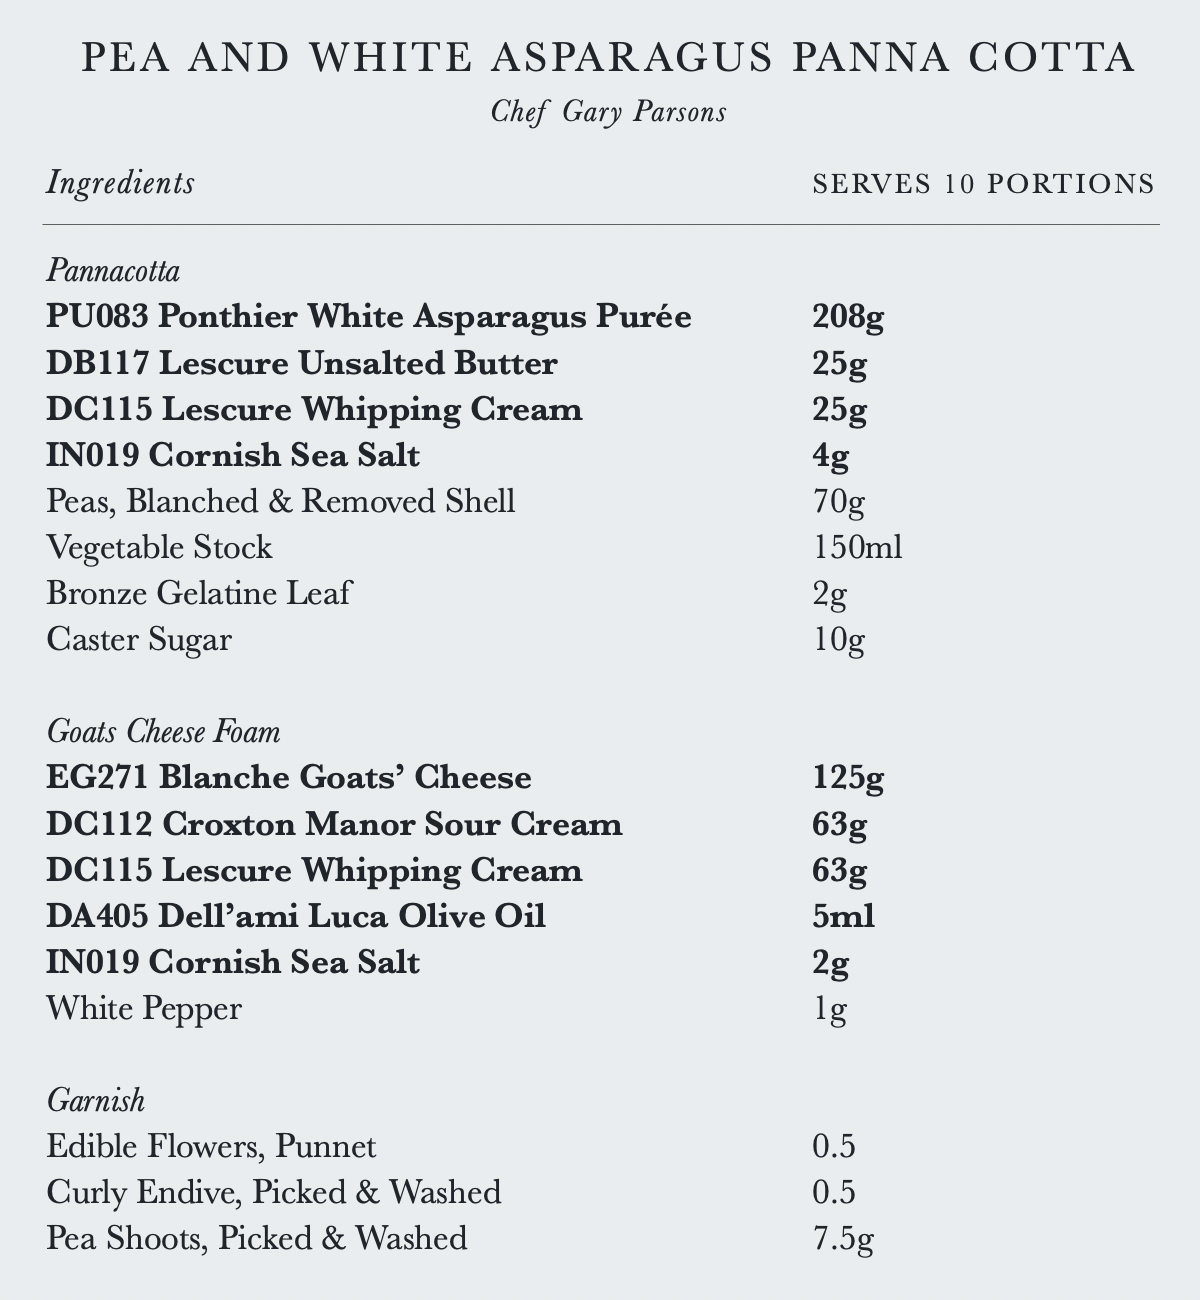 PEA AND WHITE ASPARAGUS PANNA COTTA
Chef Gary Parsons
Ingredients SERVES 10 PORTIONS
Pannacotta
PU083 Ponthier White Asparagus Purée 208g
DB117 Lescure Unsalted Butter 25g
DC115 Lescure Whipping Cream 25g
IN019 Cornish Sea Salt 4g
Peas, Blanched & Removed Shell 70g
Vegetable Stock 150ml
Bronze Gelatine Leaf 2g
Caster Sugar 10g
Goats Cheese Foam
EG271 Blanche Goats’ Cheese 125g
DC112 Croxton Manor Sour Cream 63g
DC115 Lescure Whipping Cream 63g
DA405 Dell’ami Luca Olive Oil 5ml
IN019 Cornish Sea Salt 2g
White Pepper 1g
Garnish
Edible Flowers, Punnet 0.5
Curly Endive, Picked & Washed 0.5
Pea Shoots, Picked & Washed 7.5g